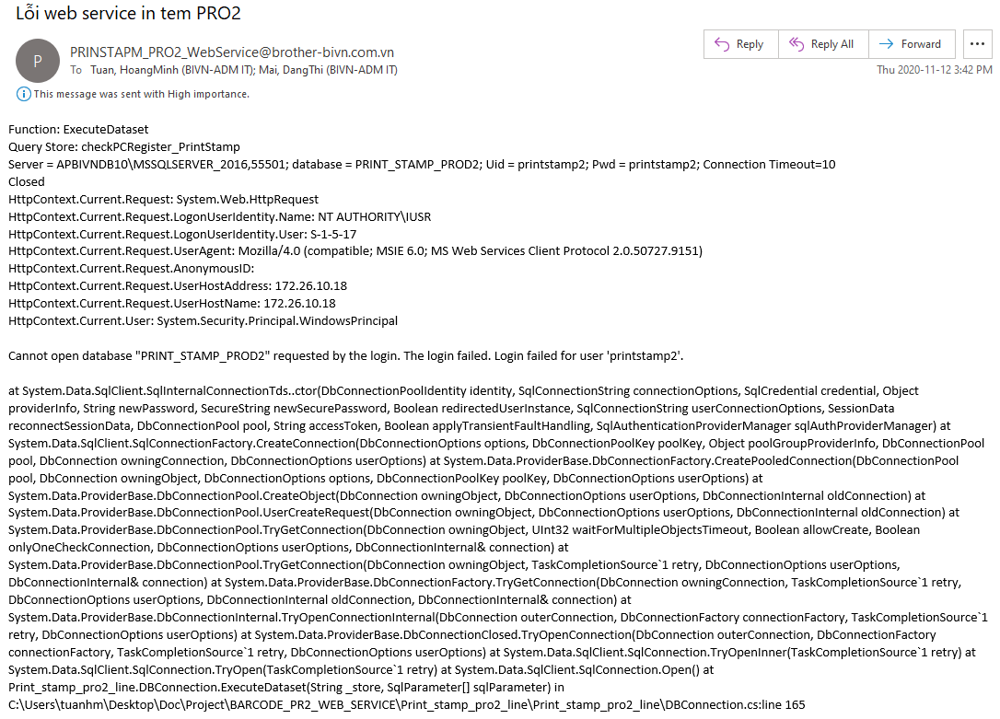 Lỗi web service in tem PRO2
P
PRINSTAPM_PRO2_WebService@brother-bivn.com.vn
To Tuan, HoangMinh (BIVN-ADM IT); Mai, DangThi (BIVN-ADM IT)
Reply
Reply All
Forward
Thu 2020-11-12 3:42 PM
This message was sent with High importance.
Function: ExecuteDataset
Query Store: checkPCRegister_PrintStamp
Server = APBIVNDB10\MSSQLSERVER_2016,55501; database = PRINT_STAMP_PROD2; Uid = printstamp2; Pwd = printstamp2; Connection Timeout=10
Closed
HttpContext.Current.Request: System.Web.HttpRequest
HttpContext.Current.Request.LogonUserIdentity.Name: NT AUTHORITY\IUSR
HttpContext.Current.Request.LogonUserIdentity.User: S-1-5-17
HttpContext.Current.Request.UserAgent: Mozilla/4.0 (compatible; MSIE 6.0; MS Web Services Client Protocol 2.0.50727.9151)
HttpContext.Current.Request.AnonymousID:
HttpContext.Current.Request.UserHostAddress: 172.26.10.18
HttpContext.Current.Request.UserHostName: 172.26.10.18
HttpContext.Current.User: System.Security.Principal.WindowsPrincipal
Cannot open database "PRINT_STAMP_PROD2" requested by the login. The login failed. Login failed for user 'printstamp2'.
at System.Data.SqlClient.SqlInternalConnectionTds..ctor(DbConnectionPoolIdentity identity, SqlConnectionString connectionOptions, SqlCredential credential, Object
providerInfo, String newPassword, SecureString newSecurePassword, Boolean redirectedUserInstance, SqlConnectionString userConnectionOptions, SessionData
reconnectSessionData, DbConnectionPool pool, String accessToken, Boolean applyTransientFaultHandling, SqlAuthenticationProviderManager sqlAuthProviderManager) at
System.Data.SqlClient.SqlConnectionFactory.CreateConnection(DbConnectionOptions options, DbConnectionPoolKey poolKey, Object poolGroupProviderInfo, DbConnectionPool
pool, DbConnection owningConnection, DbConnectionOptions userOptions) at System.Data.ProviderBase.DbConnectionFactory.CreatePooledConnection(DbConnectionPool
pool, DbConnection owningObject, DbConnectionOptions options, DbConnectionPoolKey poolKey, DbConnectionOptions userOptions) at
System.Data.ProviderBase.DbConnectionPool.CreateObject(DbConnection owningObject, DbConnectionOptions userOptions, DbConnectionInternal oldConnection) at
System.Data.ProviderBase.DbConnectionPool.UserCreateRequest(DbConnection owningObject, DbConnectionOptions userOptions, DbConnectionInternal oldConnection) at
System.Data.ProviderBase.DbConnectionPool.TryGetConnection(DbConnection owningObject, UInt32 waitForMultipleObjectsTimeout, Boolean allowCreate, Boolean
onlyOneCheckConnection, DbConnectionOptions userOptions, DbConnectionInternal& connection) at
System.Data.ProviderBase.DbConnectionPool.TryGetConnection(DbConnection owningObject, TaskCompletionSource`1 retry, DbConnectionOptions userOptions,
DbConnectionInternal& connection) at System.Data.ProviderBase.DbConnectionFactory.TryGetConnection(DbConnection owningConnection, TaskCompletionSource`1 retry,
DbConnectionOptions userOptions, DbConnectionInternal oldConnection, DbConnectionInternal& connection) at
System.Data.ProviderBase.DbConnectionInternal.TryOpenConnectionInternal(DbConnection outerConnection, DbConnectionFactory connectionFactory, TaskCompletionSource`1
retry, DbConnectionOptions userOptions) at System.Data.ProviderBase.DbConnectionClosed.TryOpenConnection(DbConnection outerConnection, DbConnectionFactory
connectionFactory, TaskCompletionSource`1 retry, DbConnectionOptions userOptions) at System.Data.SqlClient.SqlConnection.TryOpenInner(TaskCompletionSource`1 retry) at
System.Data.SqlClient.SqlConnection.TryOpen(TaskCompletionSource`1 retry) at System.Data.SqlClient.SqlConnection.Open() at
Print_stamp_pro2_line.DBConnection.ExecuteDataset(String _store, SqlParameter[] sqlParameter) in
C:\Users\tuanhm\Desktop\Doc\Project\BARCODE_PR2_WEB_SERVICE\Print_stamp_pro2_line\Print_stamp_pro2_line\DBConnection.cs:line 165